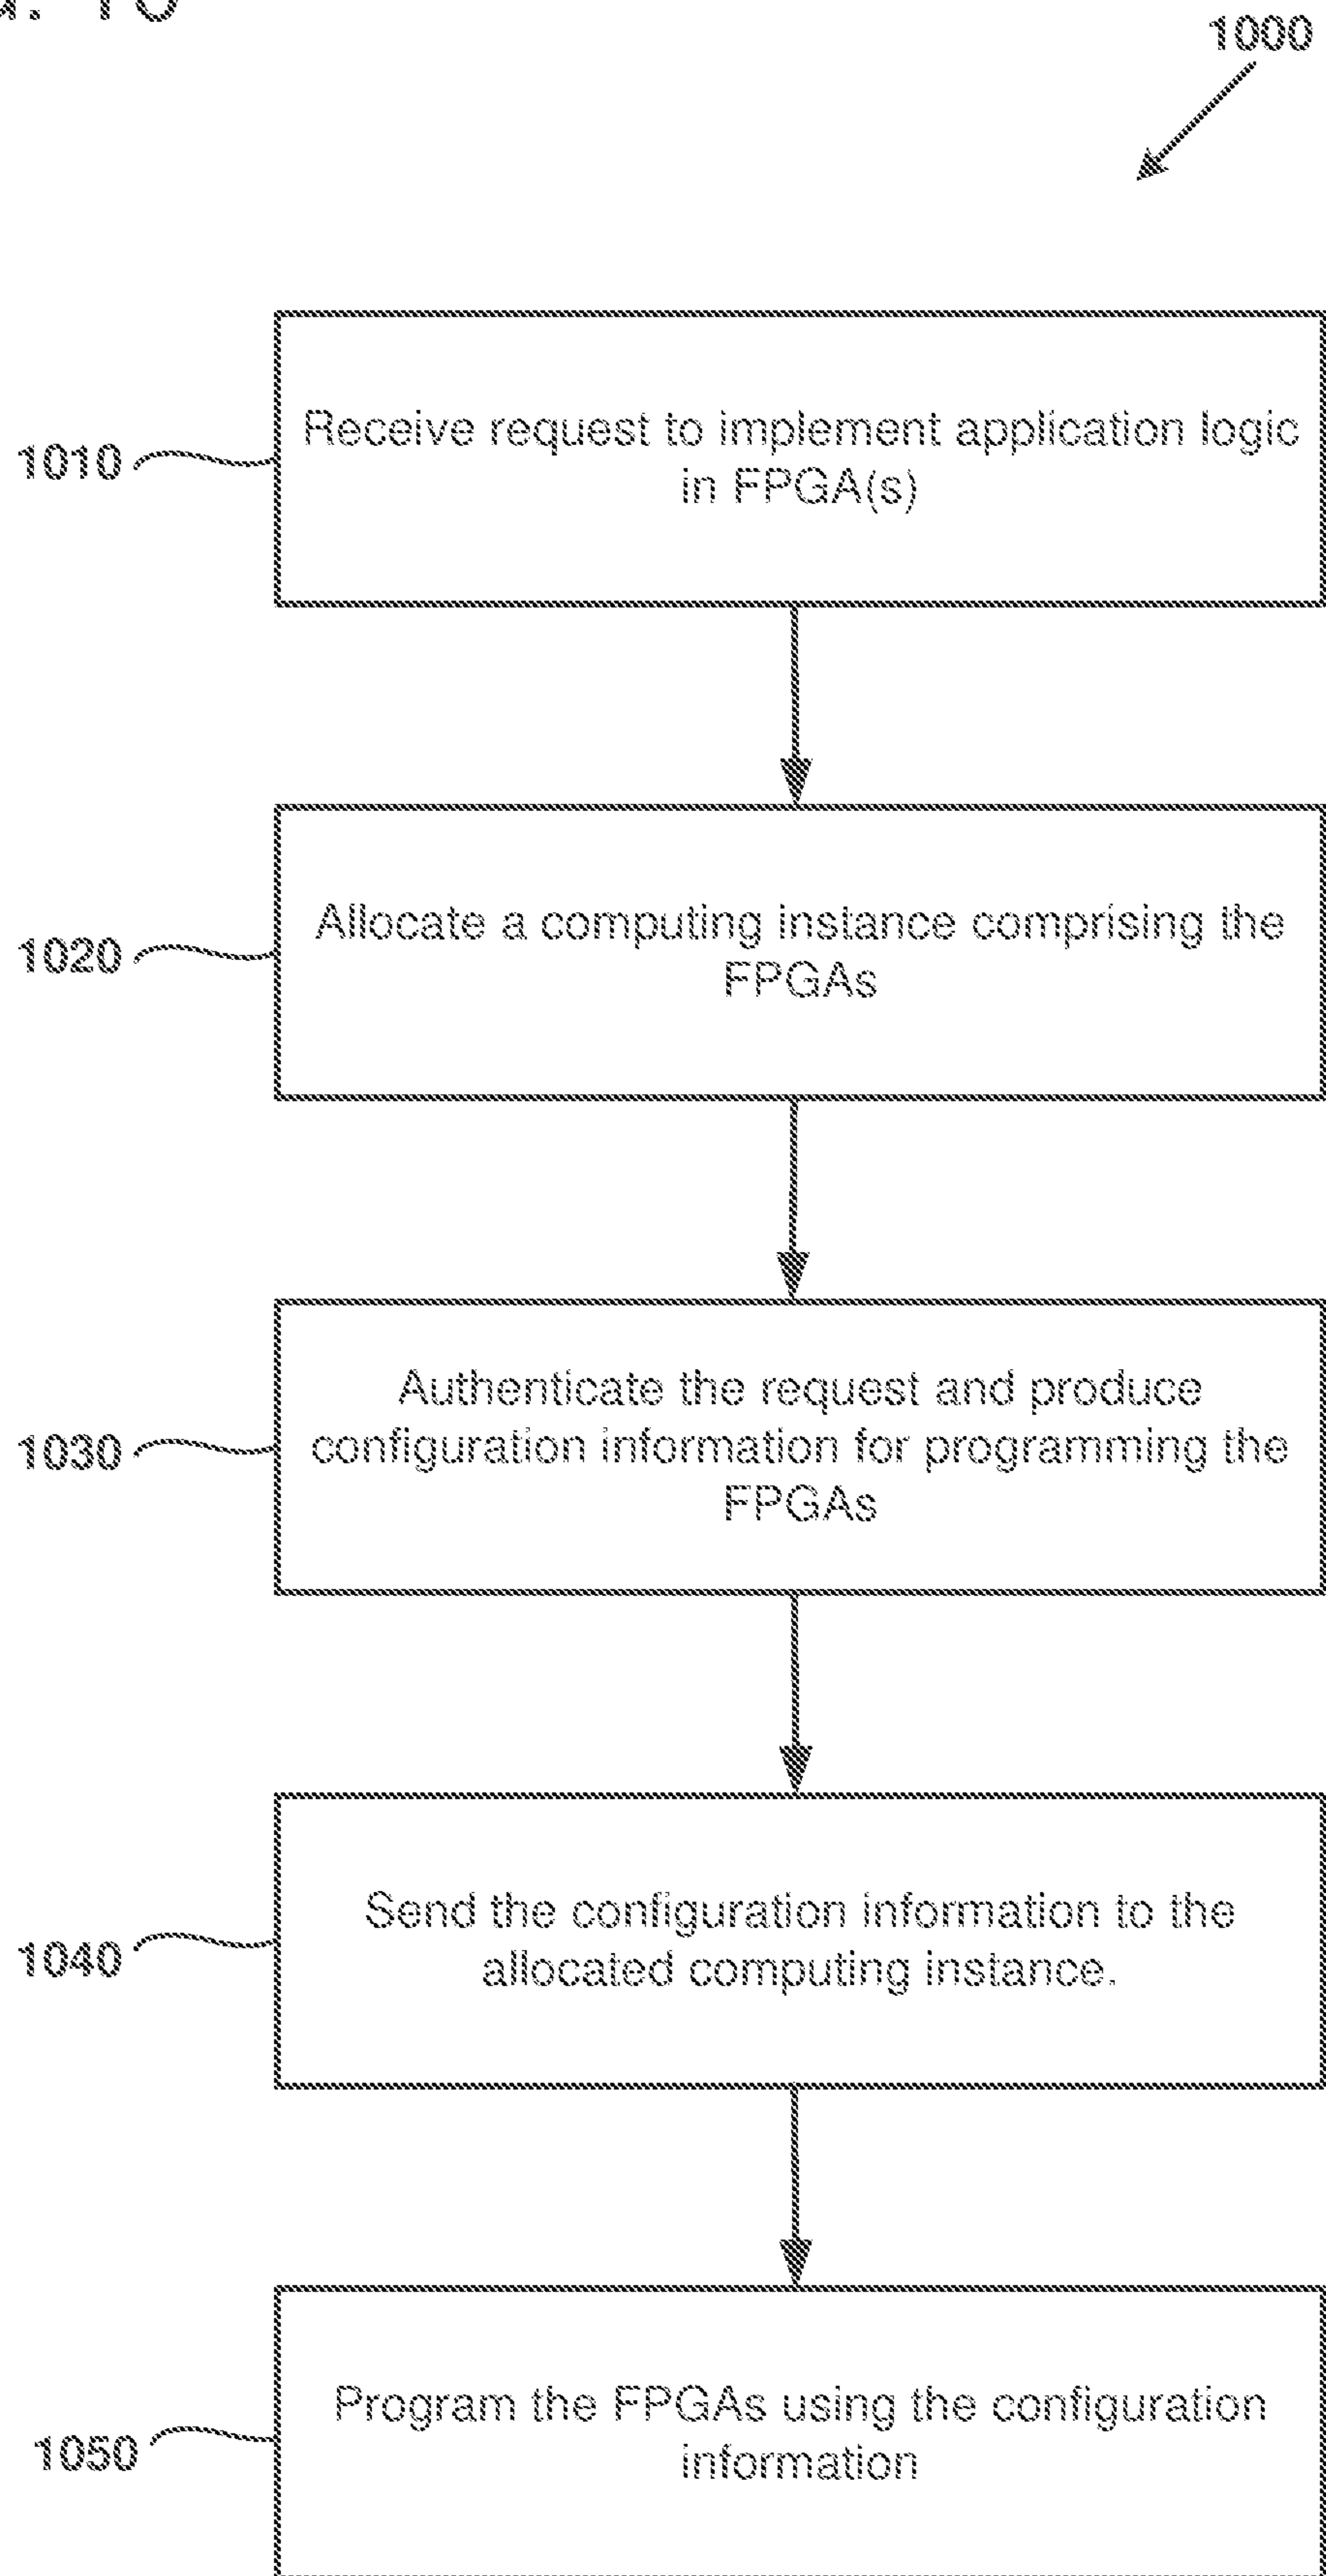 1000
1010
Receive request to implement application logic
in FPGA(s)
1020
Allocate a computing instance comprising the
FPGAs
1030
Authenticate the request and produce
configuration information for programming the
FPGAs
1040
Send the configuration information to the
allocated computing instance.
1050
Program the FPGAs using the configuration
information